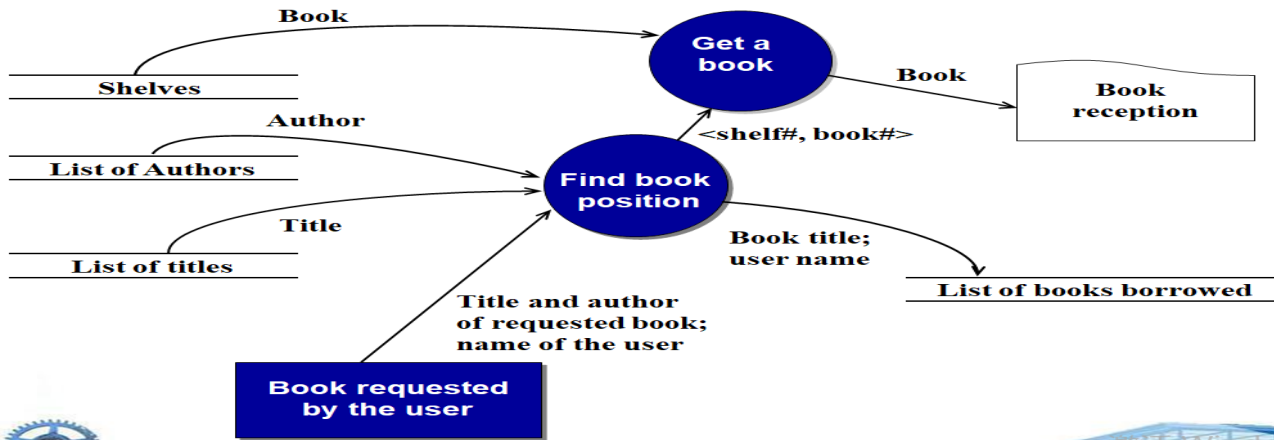 Book
Get a
book
Book
Book
reception
Shelves
Author
<shelf#, book#>
List of Authors
Find book
position
Title
Book title;
user name
List of titles
List of books borrowed
Title and author
of requested book;
name of the user
Book requested
by the user